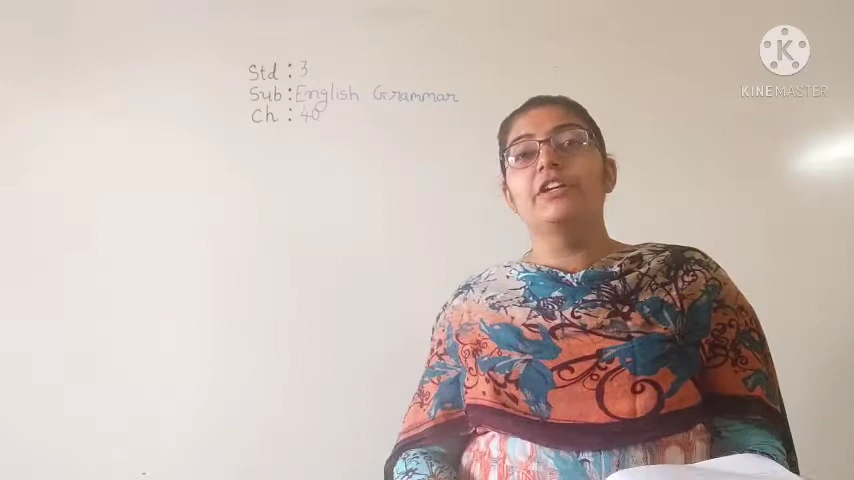 Std : 3
Sub : English Grammar
Ch : 40
K
KINEMASTER